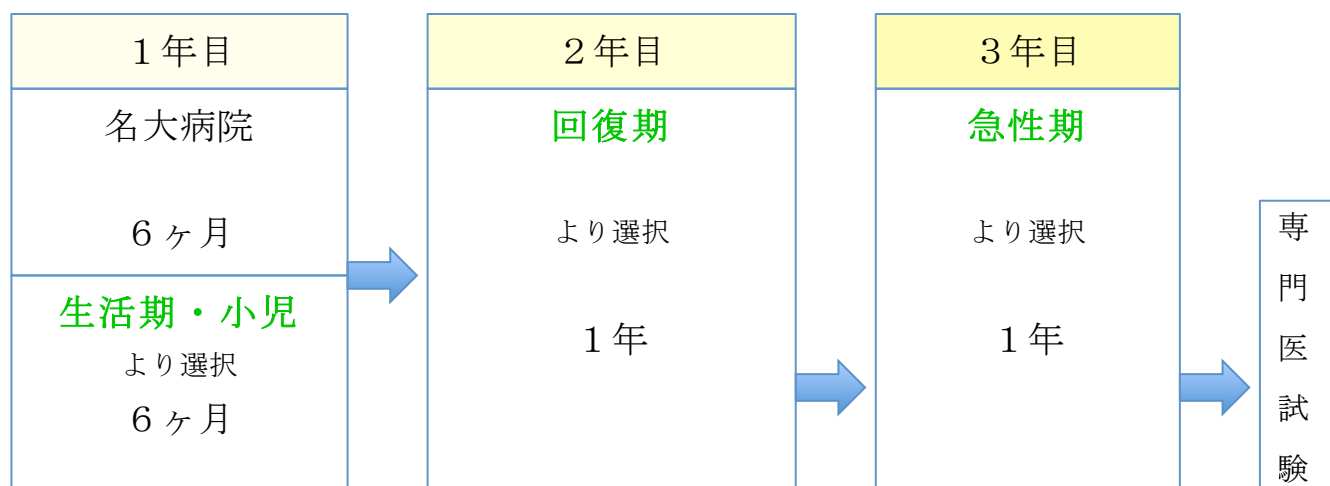 １年目
名大病院
６ヶ月
生活期・小児
より選択
６ヶ月
２年目
回復期
より選択
１年
３年目
急性期
より選択
１年
専門医試験